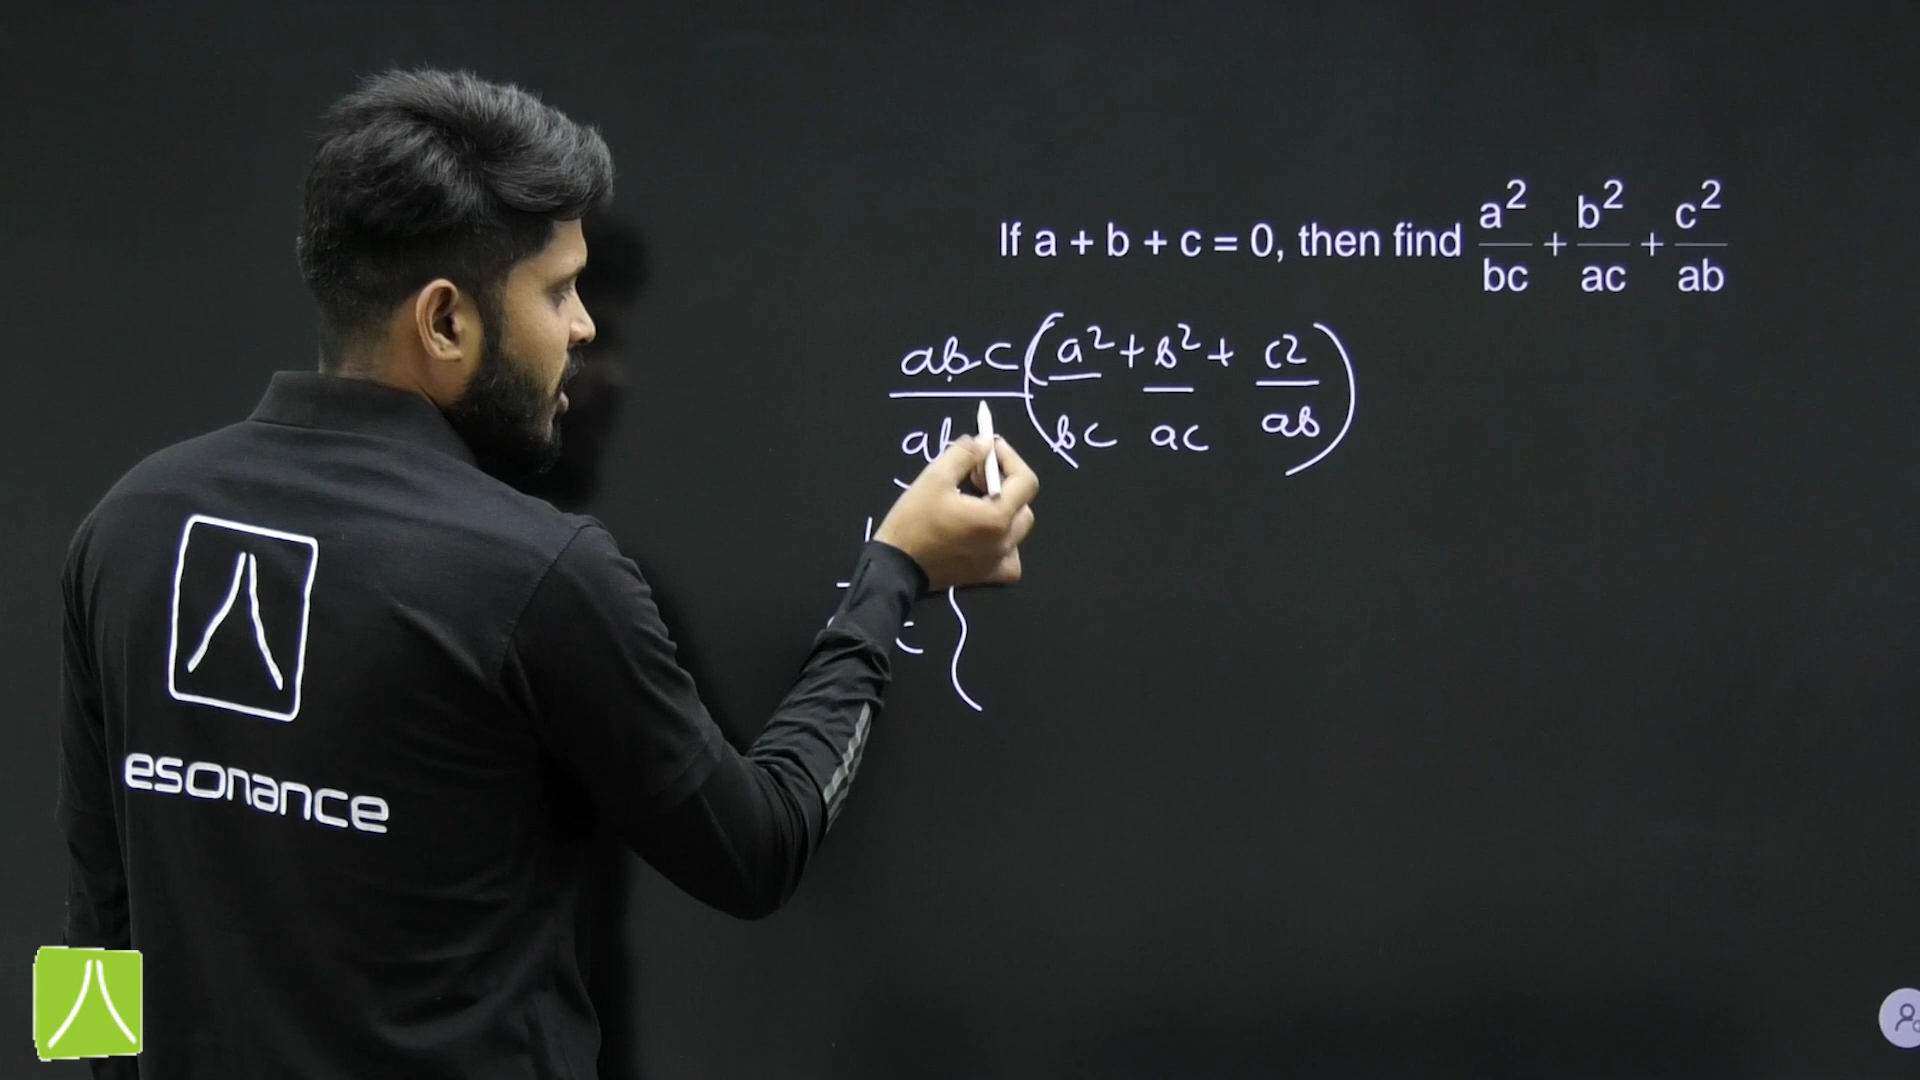 If a + b + c = 0, then find a²/bc + b²/ac + c²/ab
abc/ab (a²/bc + b²/ac + c²/ab)
esonance